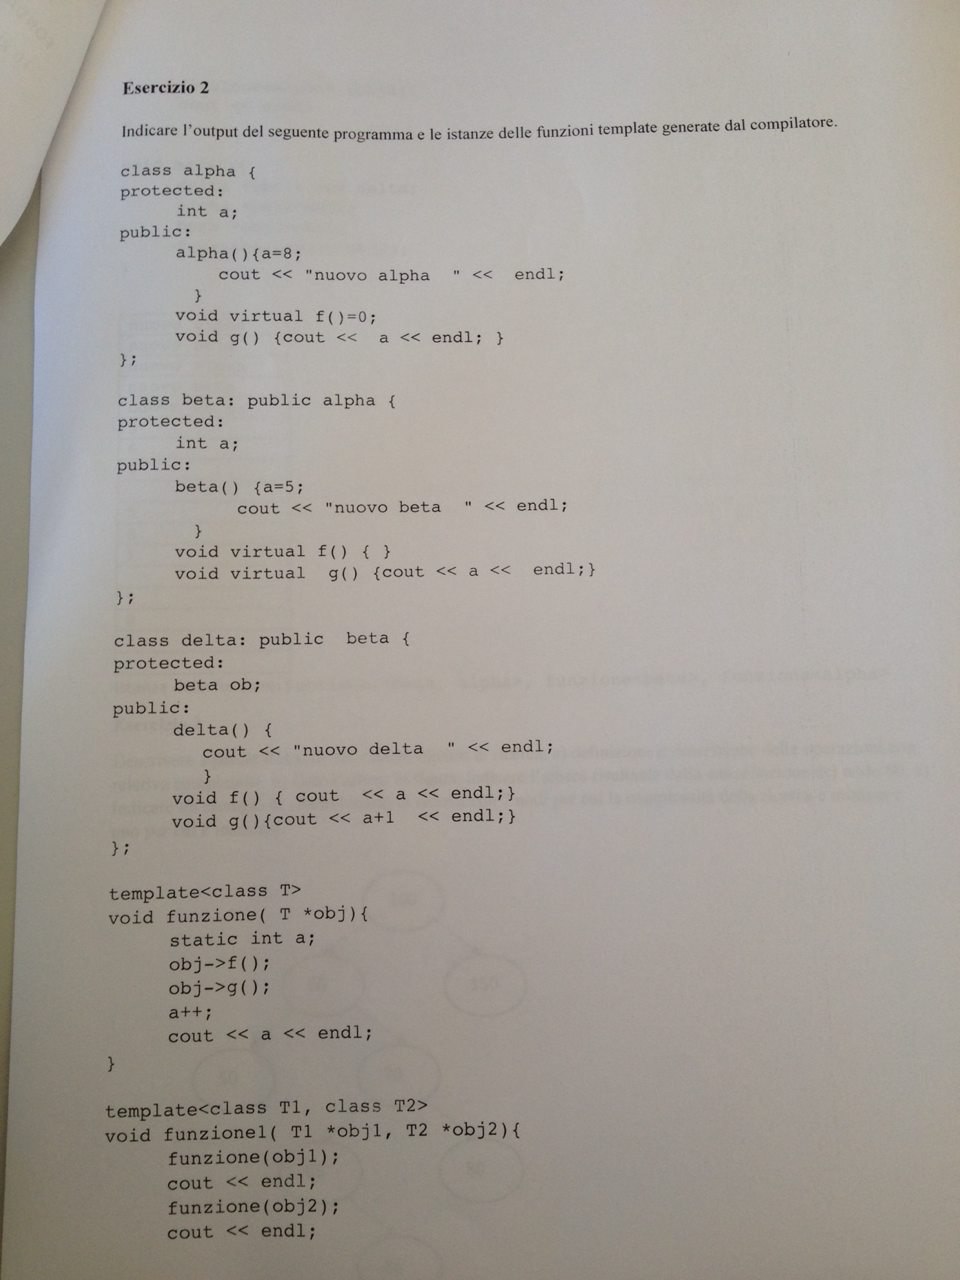 Esercizio 2
Indicare l'output del seguente programma e le istanze delle funzioni template generate dal compilatore.
class alpha {
protected:
int a;
public:
alpha(){a=8;
cout << "nuovo alpha  " <<  endl;
}
void virtual f()=0;
void g() {cout <<  a << endl; }
};
class beta: public alpha {
protected:
int a;
public:
beta() {a=5;
cout << "nuovo beta  " << endl;
}
void virtual f() { }
void virtual  g() {cout << a <<  endl;}
};
class delta: public  beta {
protected:
beta ob;
public:
delta() {
cout << "nuovo delta  " << endl;
}
void f() { cout  << a << endl;}
void g(){cout << a+1  << endl;}
};
template<class T>
void funzione( T *obj){
static int a;
obj->f();
obj->g();
a++;
cout << a << endl;
}
template<class T1, class T2>
void funzione1( T1 *obj1, T2 *obj2){
funzione(obj1);
cout << endl;
funzione(obj2);
cout << endl;